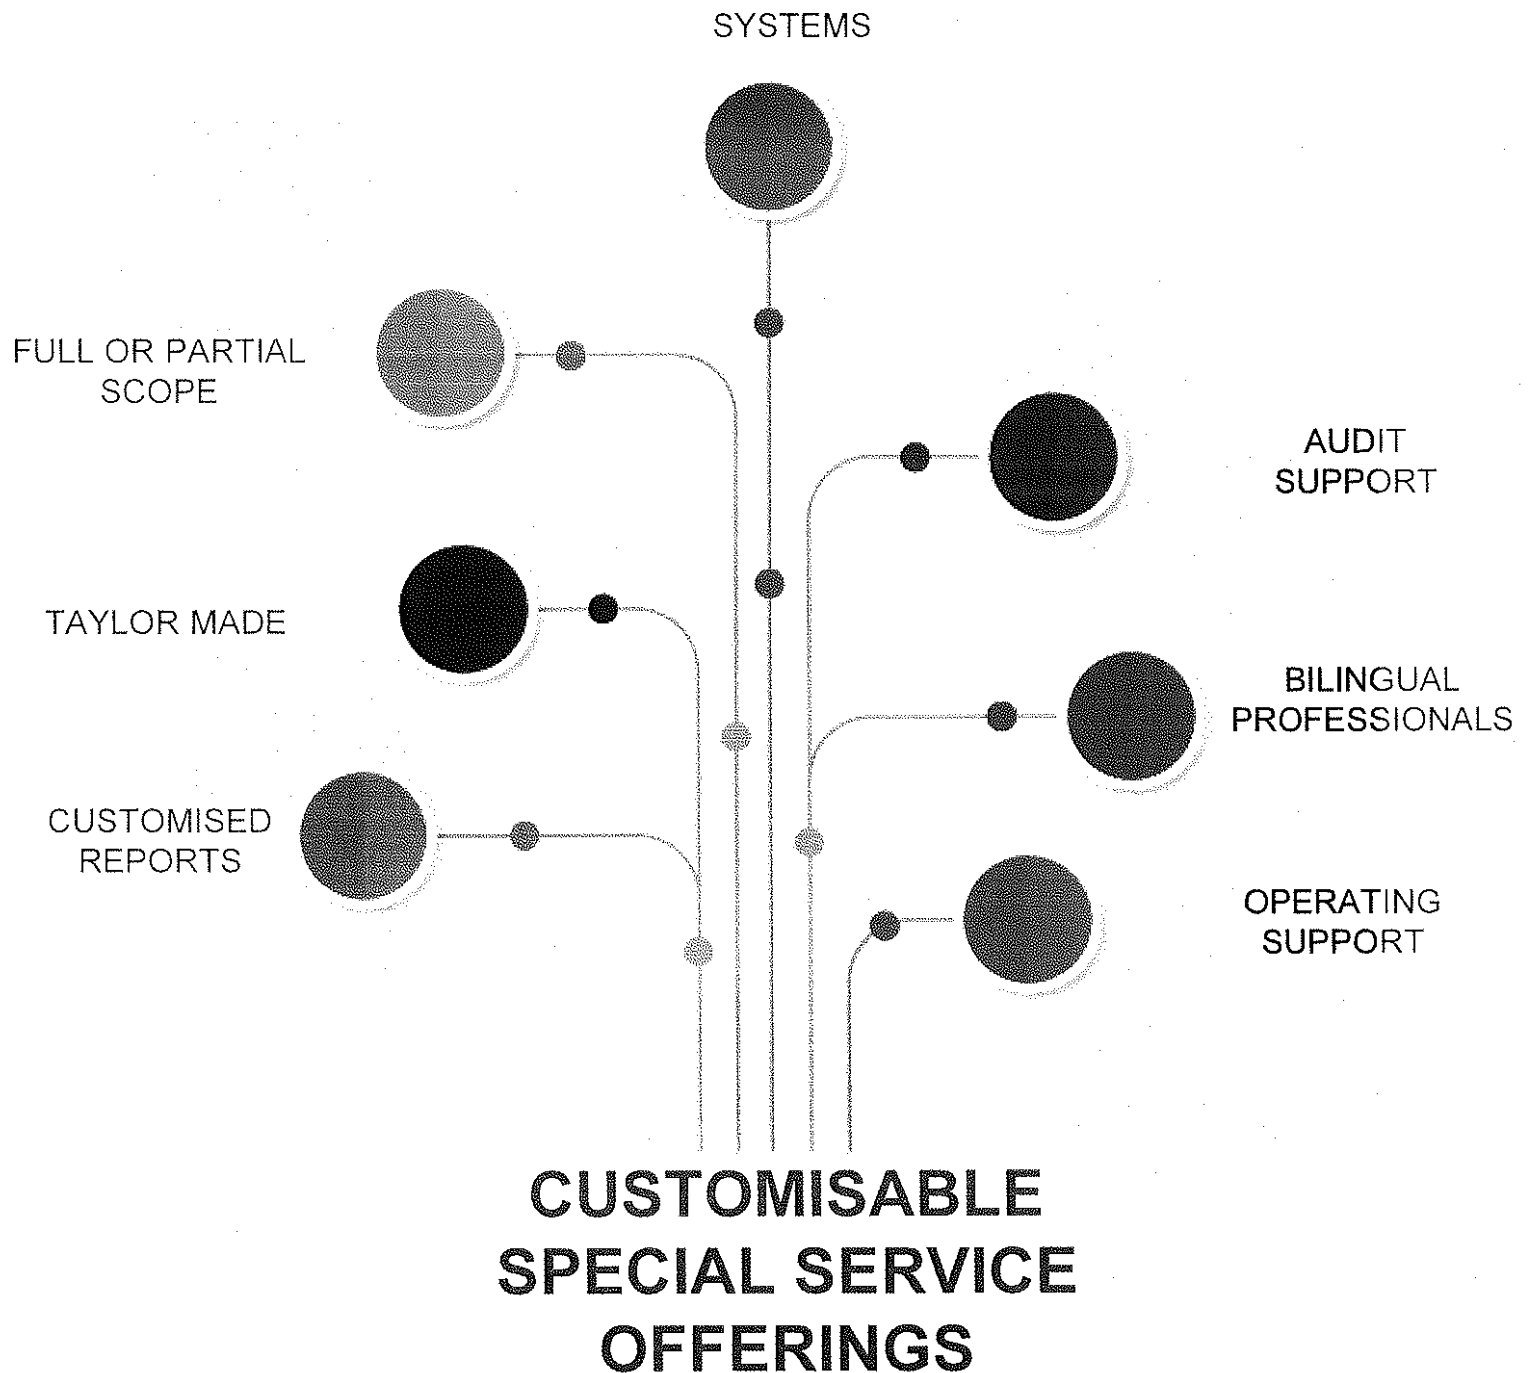 SYSTEMS
FULL OR PARTIAL
SCOPE
AUDIT
SUPPORT
TAYLOR MADE
BILINGUAL
PROFESSIONALS
CUSTOMISED
REPORTS
OPERATING
SUPPORT
CUSTOMISABLE
SPECIAL SERVICE
OFFERINGS